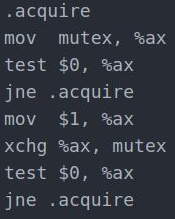 .acquire
mov  mutex, %ax
test $0, %ax
jne .acquire
mov  $1, %ax
xchg %ax, mutex
test $0, %ax
jne .acquire